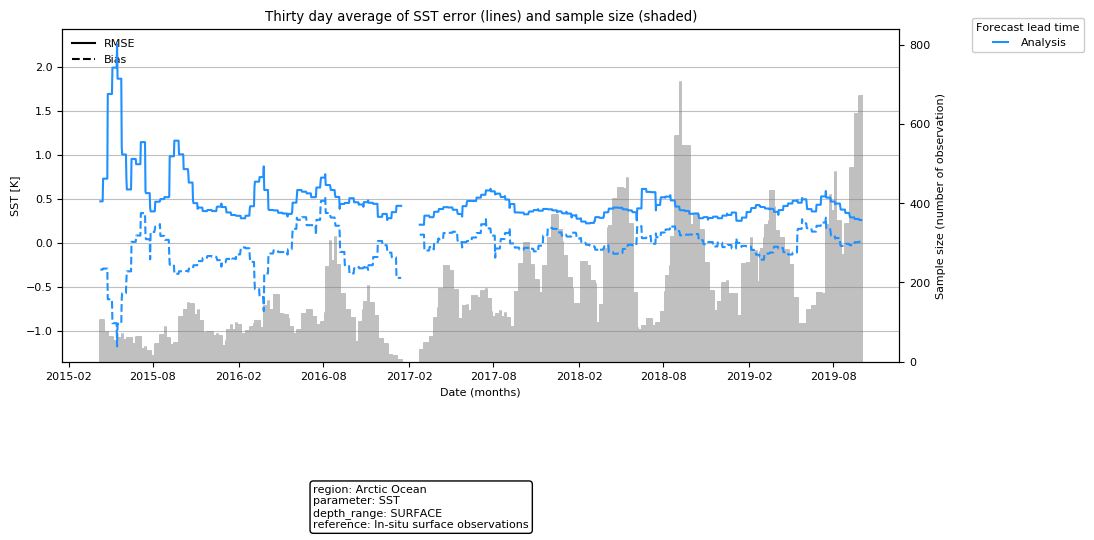 Thirty day average of SST error (lines) and sample size (shaded)
Forecast lead time
Analysis
RMSE
Bias
SST [K]
2.0
1.5
1.0
0.5
0.0
−0.5
−1.0
800
600
400
200
0
Sample size (number of observation)
2015-02 2015-08 2016-02 2016-08 2017-02 2017-08 2018-02 2018-08 2019-02 2019-08
Date (months)
region: Arctic Ocean
parameter: SST
depth_range: SURFACE
reference: In-situ surface observations